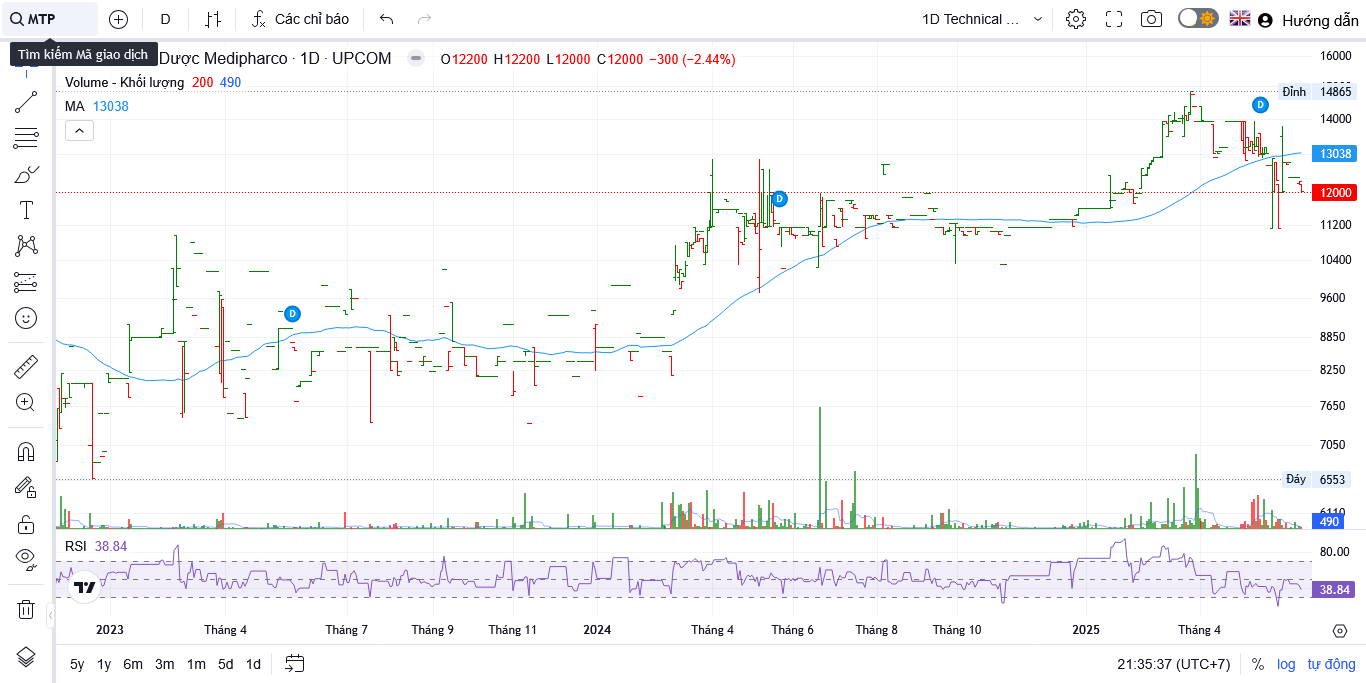 MTP
D
Các chỉ báo
1D Technical ...
Hướng dẫn
Tìm kiếm Mã giao dịch
Dược Medipharco · 1D · UPCOM
O12200 H12200 L12000 C12000 −300 (−2.44%)
Volume - Khối lượng 200 490
MA 13038
16000
Đỉnh 14865
D
14000
13038
12000
D
11200
10400
9600
D
8850
8250
7650
7050
Đáy 6553
6110
490
RSI 38.84
80.00
38.84
2023
Tháng 4
Tháng 7
Tháng 9
Tháng 11
2024
Tháng 4
Tháng 6
Tháng 8
Tháng 10
2025
Tháng 4
5y 1y 6m 3m 1m 5d 1d
21:35:37 (UTC+7)
%
log
tự động